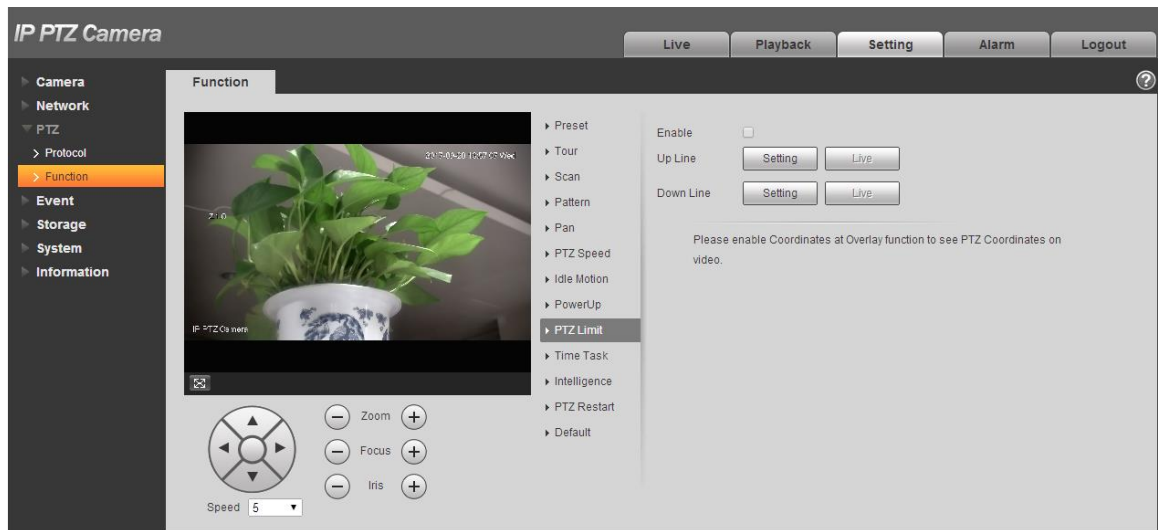 IP PTZ Camera
Live
Playback
Setting
Alarm
Logout
Camera
Network
PTZ
Protocol
Function
Event
Storage
System
Information
Function
?
IP PTZ Camera
Speed 5
Zoom
Focus
Iris
Preset
Tour
Scan
Pattern
Pan
PTZ Speed
Idle Motion
PowerUp
PTZ Limit
Time Task
Intelligence
PTZ Restart
Default
Enable
Up Line Setting Live
Down Line Setting Live
Please enable Coordinates at Overlay function to see PTZ Coordinates on
video.